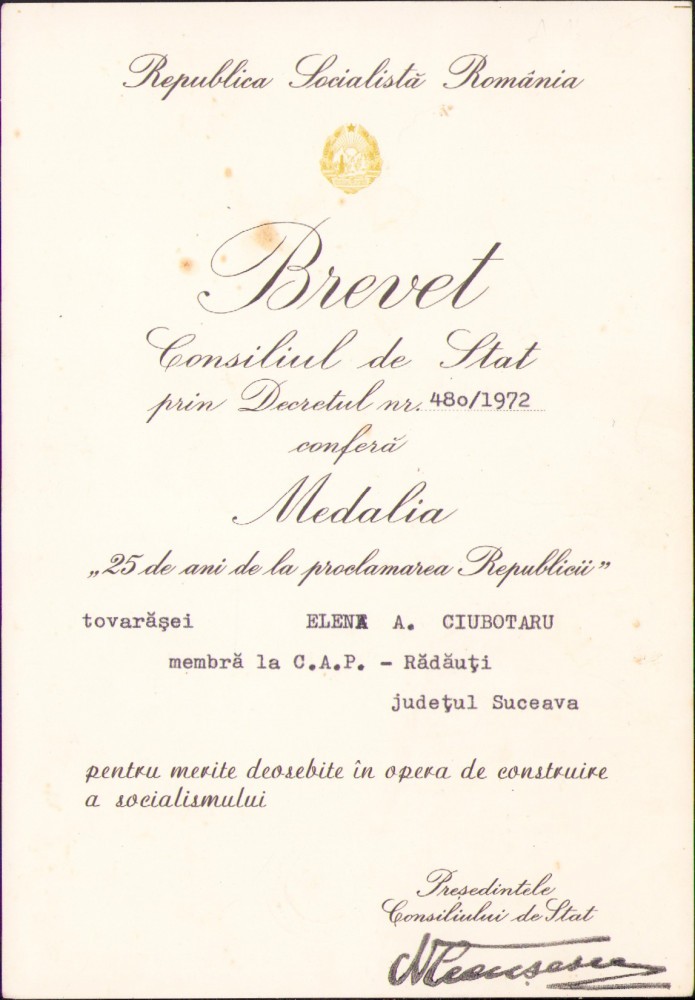 Republica Socialistă România
Brevet
Consiliul de Stat
prin Decretul nr. 48o/1972
conferă
Medalia
„25 de ani de la proclamarea Republicii”
tovarăşei ELENA A. CIUBOTARU
membră la C.A.P. - Rădăuţi
judeţul Suceava
pentru merite deosebite în opera de construire
a socialismului
Preşedintele
Consiliului de Stat
NCeauşescu